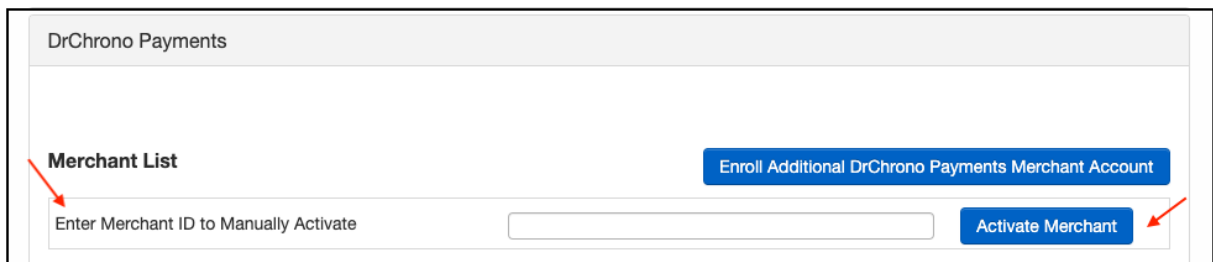 DrChrono Payments
Merchant List
Enroll Additional DrChrono Payments Merchant Account
Enter Merchant ID to Manually Activate
Activate Merchant